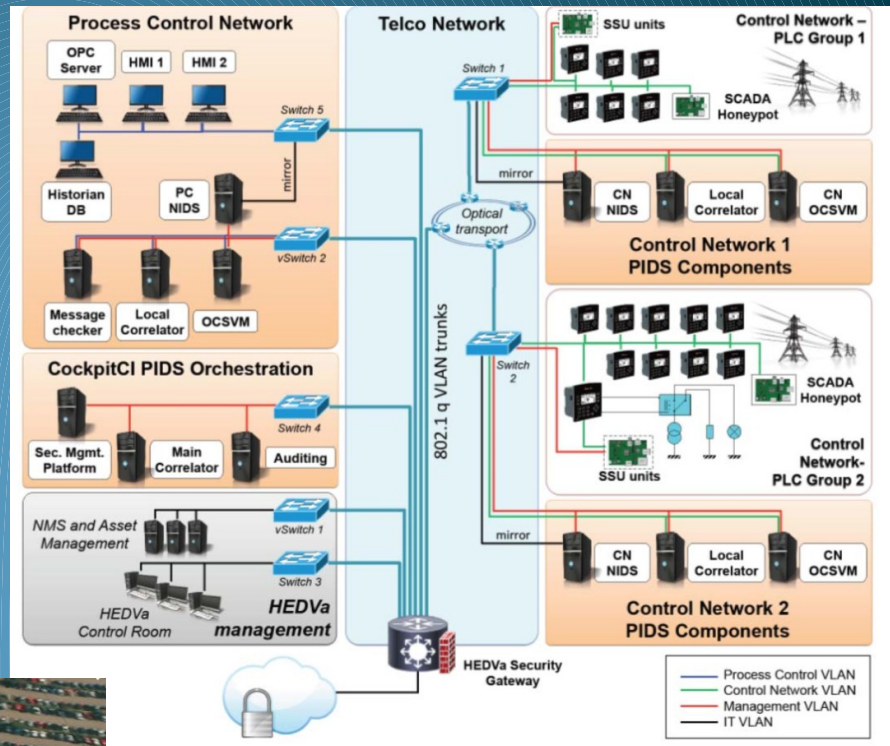 Process Control Network
OPC
Server
HMI 1
HMI 2
Switch 5
Historian
DB
PC
NIDS
mirror
vSwitch 2
Message
checker
Local
Correlator
OCSVM
CockpitCI PIDS Orchestration
Switch 4
Sec. Mgmt.
Platform
Main
Correlator
Auditing
NMS and Asset
Management
vSwitch 1
Switch 3
HEDVa
Control Room
HEDVa
management
Telco Network
Switch 1
Optical
transport
802.1 q VLAN trunks
Switch
2
HEDVa Security
Gateway
SSU units
Control Network –
PLC Group 1
SCADA
Honeypot
mirror
CN
NIDS
Local
Correlator
CN
OCSVM
Control Network 1
PIDS Components
SCADA
Honeypot
SSU units
Control
Network-
PLC Group 2
mirror
CN
NIDS
Local
Correlator
CN
OCSVM
Control Network 2
PIDS Components
Process Control VLAN
Control Network VLAN
Management VLAN
IT VLAN